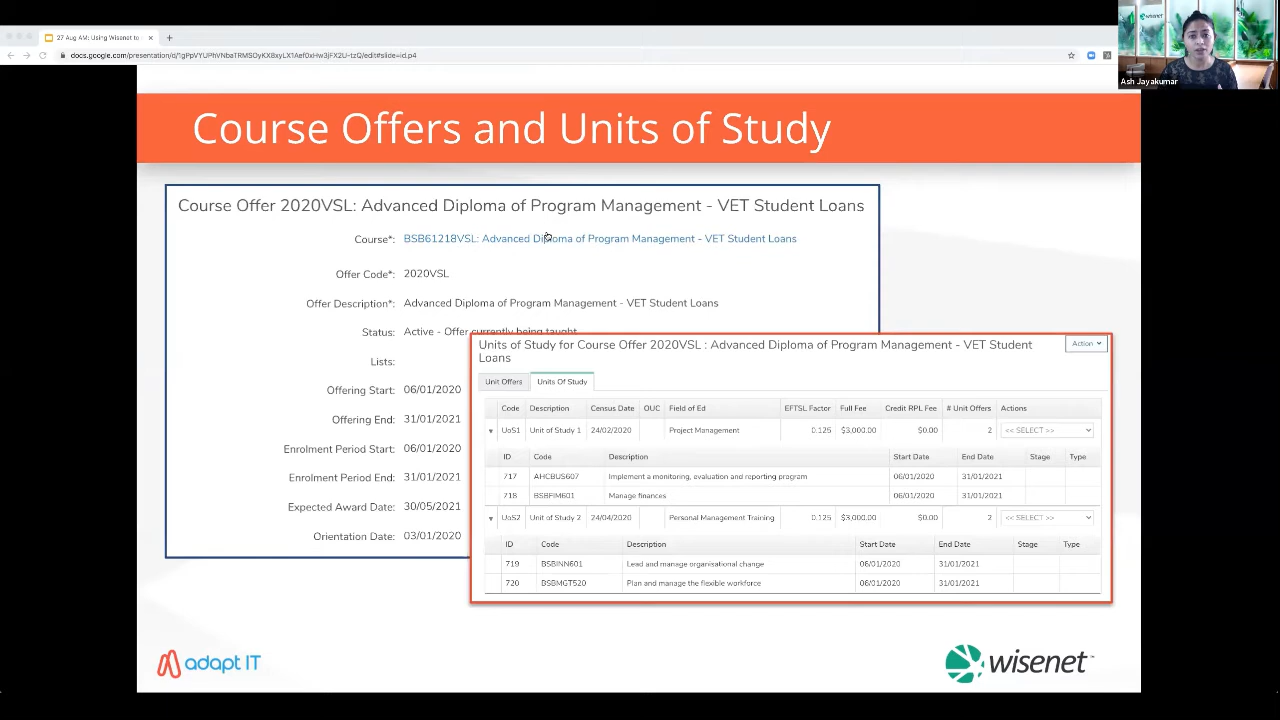 27 Aug AM: Using Wisenet to
docs.google.com/presentation/d/1gPpVYUPhVNbaTRMSOyKX8xyLX1Aef0xHw3jFX2U-tzQ/edit#slide=id.p4
wisenet
Ash Jayakumar
Course Offers and Units of Study
Course Offer 2020VSL: Advanced Diploma of Program Management - VET Student Loans
Course*: BSB61218VSL: Advanced Diploma of Program Management - VET Student Loans
Offer Code*: 2020VSL
Offer Description*: Advanced Diploma of Program Management - VET Student Loans
Status: Active - Offer currently being taught
Lists:
Offering Start: 06/01/2020
Offering End: 31/01/2021
Enrolment Period Start: 06/01/2020
Enrolment Period End: 31/01/2021
Expected Award Date: 30/05/2021
Orientation Date: 03/01/2020
Units of Study for Course Offer 2020VSL : Advanced Diploma of Program Management - VET Student
Loans
Action
Unit Offers Units Of Study
Code Description Census Date OUC Field of Ed EFTSL Factor Full Fee Credit RPL Fee # Unit Offers Actions
UoS1 Unit of Study 1 24/02/2020 Project Management 0.125 $3,000.00 $0.00 2 << SELECT >>
ID Code Description Start Date End Date Stage Type
717 AHCBUS607 Implement a monitoring, evaluation and reporting program 06/01/2020 31/01/2021
718 BSBFIM601 Manage finances 06/01/2020 31/01/2021
UoS2 Unit of Study 2 24/04/2020 Personal Management Training 0.125 $3,000.00 $0.00 2 << SELECT >>
ID Code Description Start Date End Date Stage Type
719 BSBINN601 Lead and manage organisational change 06/01/2020 31/01/2021
720 BSBMGT520 Plan and manage the flexible workforce 06/01/2020 31/01/2021
adapt IT
wisenet™